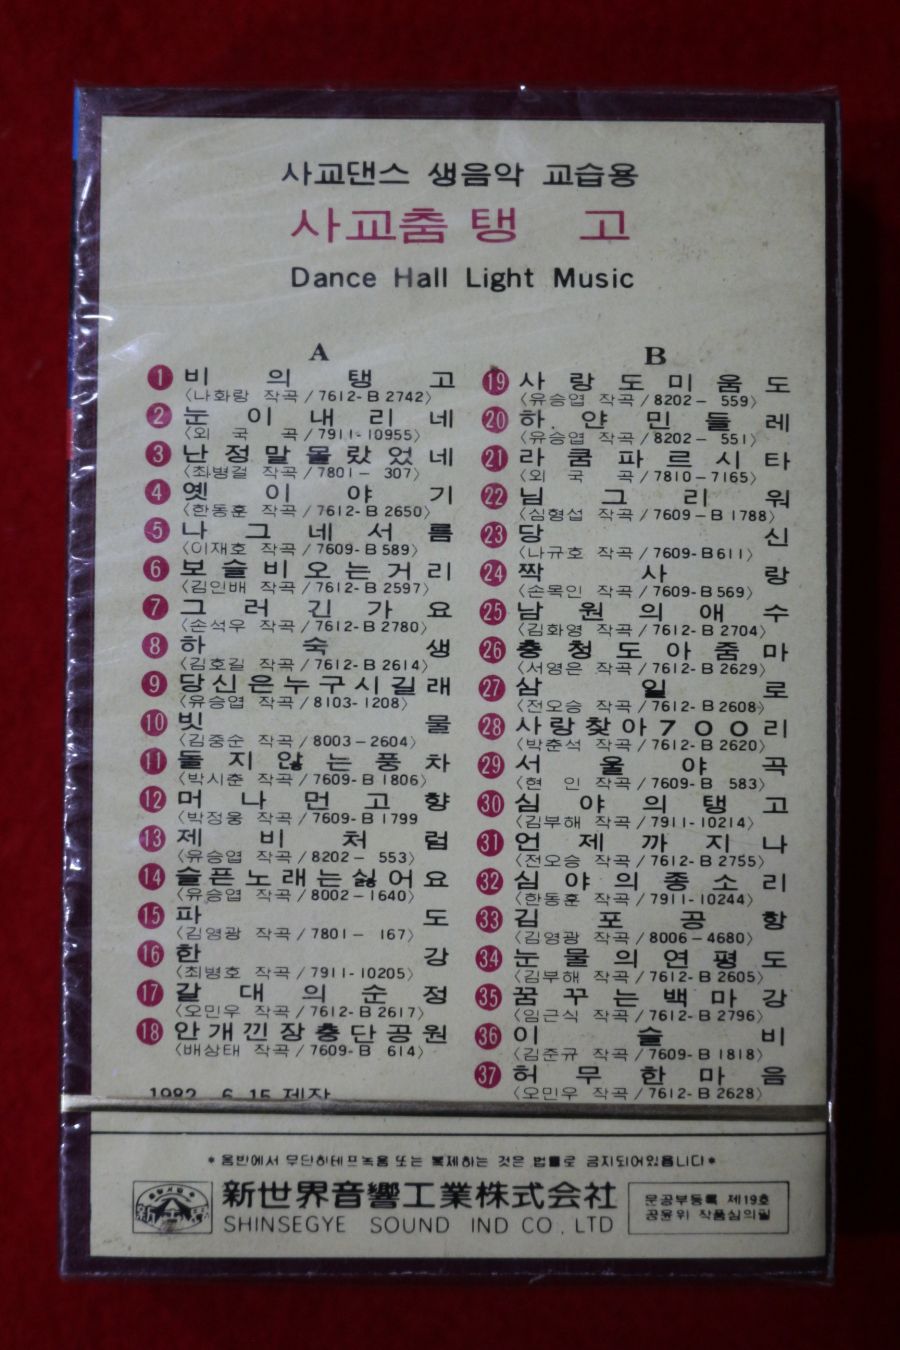 사교댄스 생음악 교습용
사교춤 탱 고
Dance Hall Light Music
A
1 비 의 탱 고
〈나화랑 작곡/7612-B2742〉
2 눈 이 내 리 네
〈외 국 곡/7911-10955〉
3 난 정 말 몰 랐 었 네
〈최병걸 작곡/7801- 307〉
4 옛 이 야 기
〈한동훈 작곡/7612-B2650〉
5 나 그 네 서 름
〈이재호 작곡/7609-B589〉
6 보 슬 비 오 는 거 리
〈김인배 작곡/7612-B2597〉
7 그 러 긴 가 요
〈손석우 작곡/7612-B2780〉
8 하 숙 생
〈김호길 작곡/7612-B2614〉
9 당 신 은 누 구 시 길 래
〈유승엽 작곡/8103-1208〉
10 빗 물
〈김중순 작곡/8003-2604〉
11 돌 지 않 는 풍 차
〈박시춘 작곡/7609-B1806〉
12 머 나 먼 고 향
〈박정웅 작곡/7609-B1799
13 제 비 처 럼
〈유승엽 작곡/8202- 553〉
14 슬 픈 노 래 는 싫 어 요
〈유승엽 작곡/8002-1640〉
15 파 도
〈김영광 작곡/7801- 167〉
16 한 강
〈최병호 작곡/7911-10205〉
17 갈 대 의 순 정
〈오민우 작곡/7612-B2617〉
18 안 개 낀 장 충 단 공 원
〈배상태 작곡/7609-B 614〉
1982. 6. 15 제작
B
19 사 랑 도 미 움 도
〈유승엽 작곡/8202- 559〉
20 하 얀 민 들 레
〈유승엽 작곡/8202- 551〉
21 라 쿰 파 르 시 타
〈외 국 곡/7810-7165〉
22 님 그 리 워
〈심형섭 작곡/7609-B1788〉
23 당 신
〈나규호 작곡/7609-B611〉
24 짝 사 랑
〈손목인 작곡/7609-B569〉
25 남 원 의 애 수
〈김화영 작곡/7612-B2704〉
26 충 청 도 아 줌 마
〈서영은 작곡/7612-B2629〉
27 삼 일 로
〈전오승 작곡/7612-B2608〉
28 사 랑 찾 아 7 0 0 리
〈박춘석 작곡/7612-B2620〉
29 서 울 야 곡
〈현 인 작곡/7609-B 583〉
30 심 야 의 탱 고
〈김부해 작곡/7911-10214〉
31 언 제 까 지 나
〈전오승 작곡/7612-B2755〉
32 심 야 의 종 소 리
〈한동훈 작곡/7911-10244〉
33 김 포 공 항
〈김영광 작곡/8006-4680〉
34 눈 물 의 연 평 도
〈김부해 작곡/7612-B2605〉
35 꿈 꾸 는 백 마 강
〈임근식 작곡/7612-B2796〉
36 이 슬 비
〈김준규 작곡/7609-B1818〉
37 허 무 한 마 음
〈오민우 작곡/7612-B2628〉
* 음반에서 무단히테프녹음 또는 복제하는 것은 법률로 금지되어있읍니다 *
新世界音響工業株式会社
SHINSEGYE SOUND IND CO., LTD
문공부등록 제19호
공윤위 작품심의필